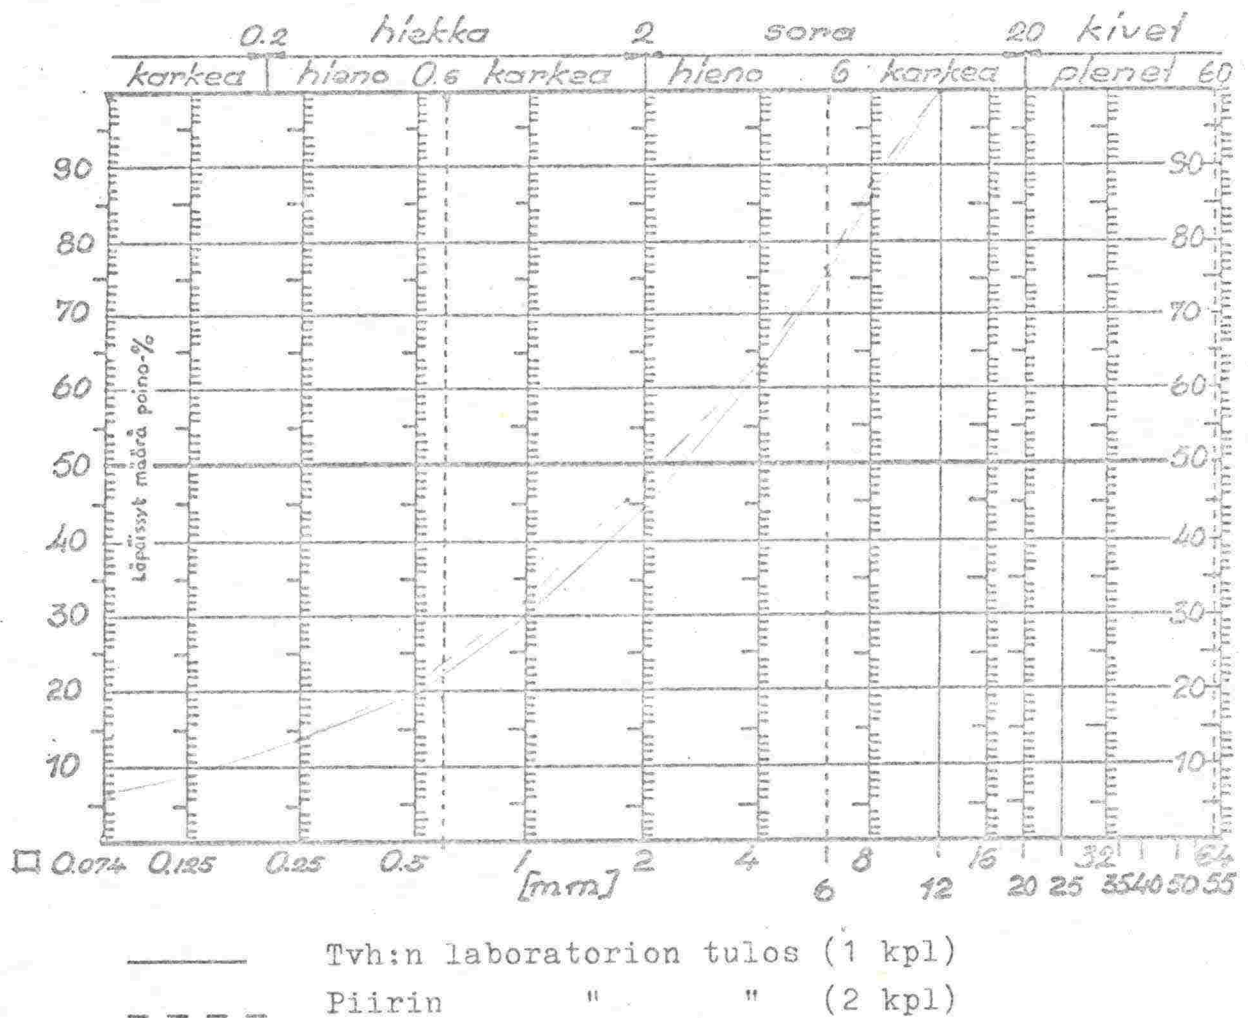 0.2 hiekka 2 sora 20 kivet
karkea hieno 0.6 karkea hieno 6 karkea pienet 60
90 90
80 80
70 70
60 60
50 50
40 40
30 30
20 20
10 10
Läpäissyt määrä paino-%
0.074 0.125 0.25 0.5 1 2 4 8 16 32 64
[mm] 6 12 20 25 35 40 50 55
Tvh:n laboratorion tulos (1 kpl)
Piirin " " (2 kpl)